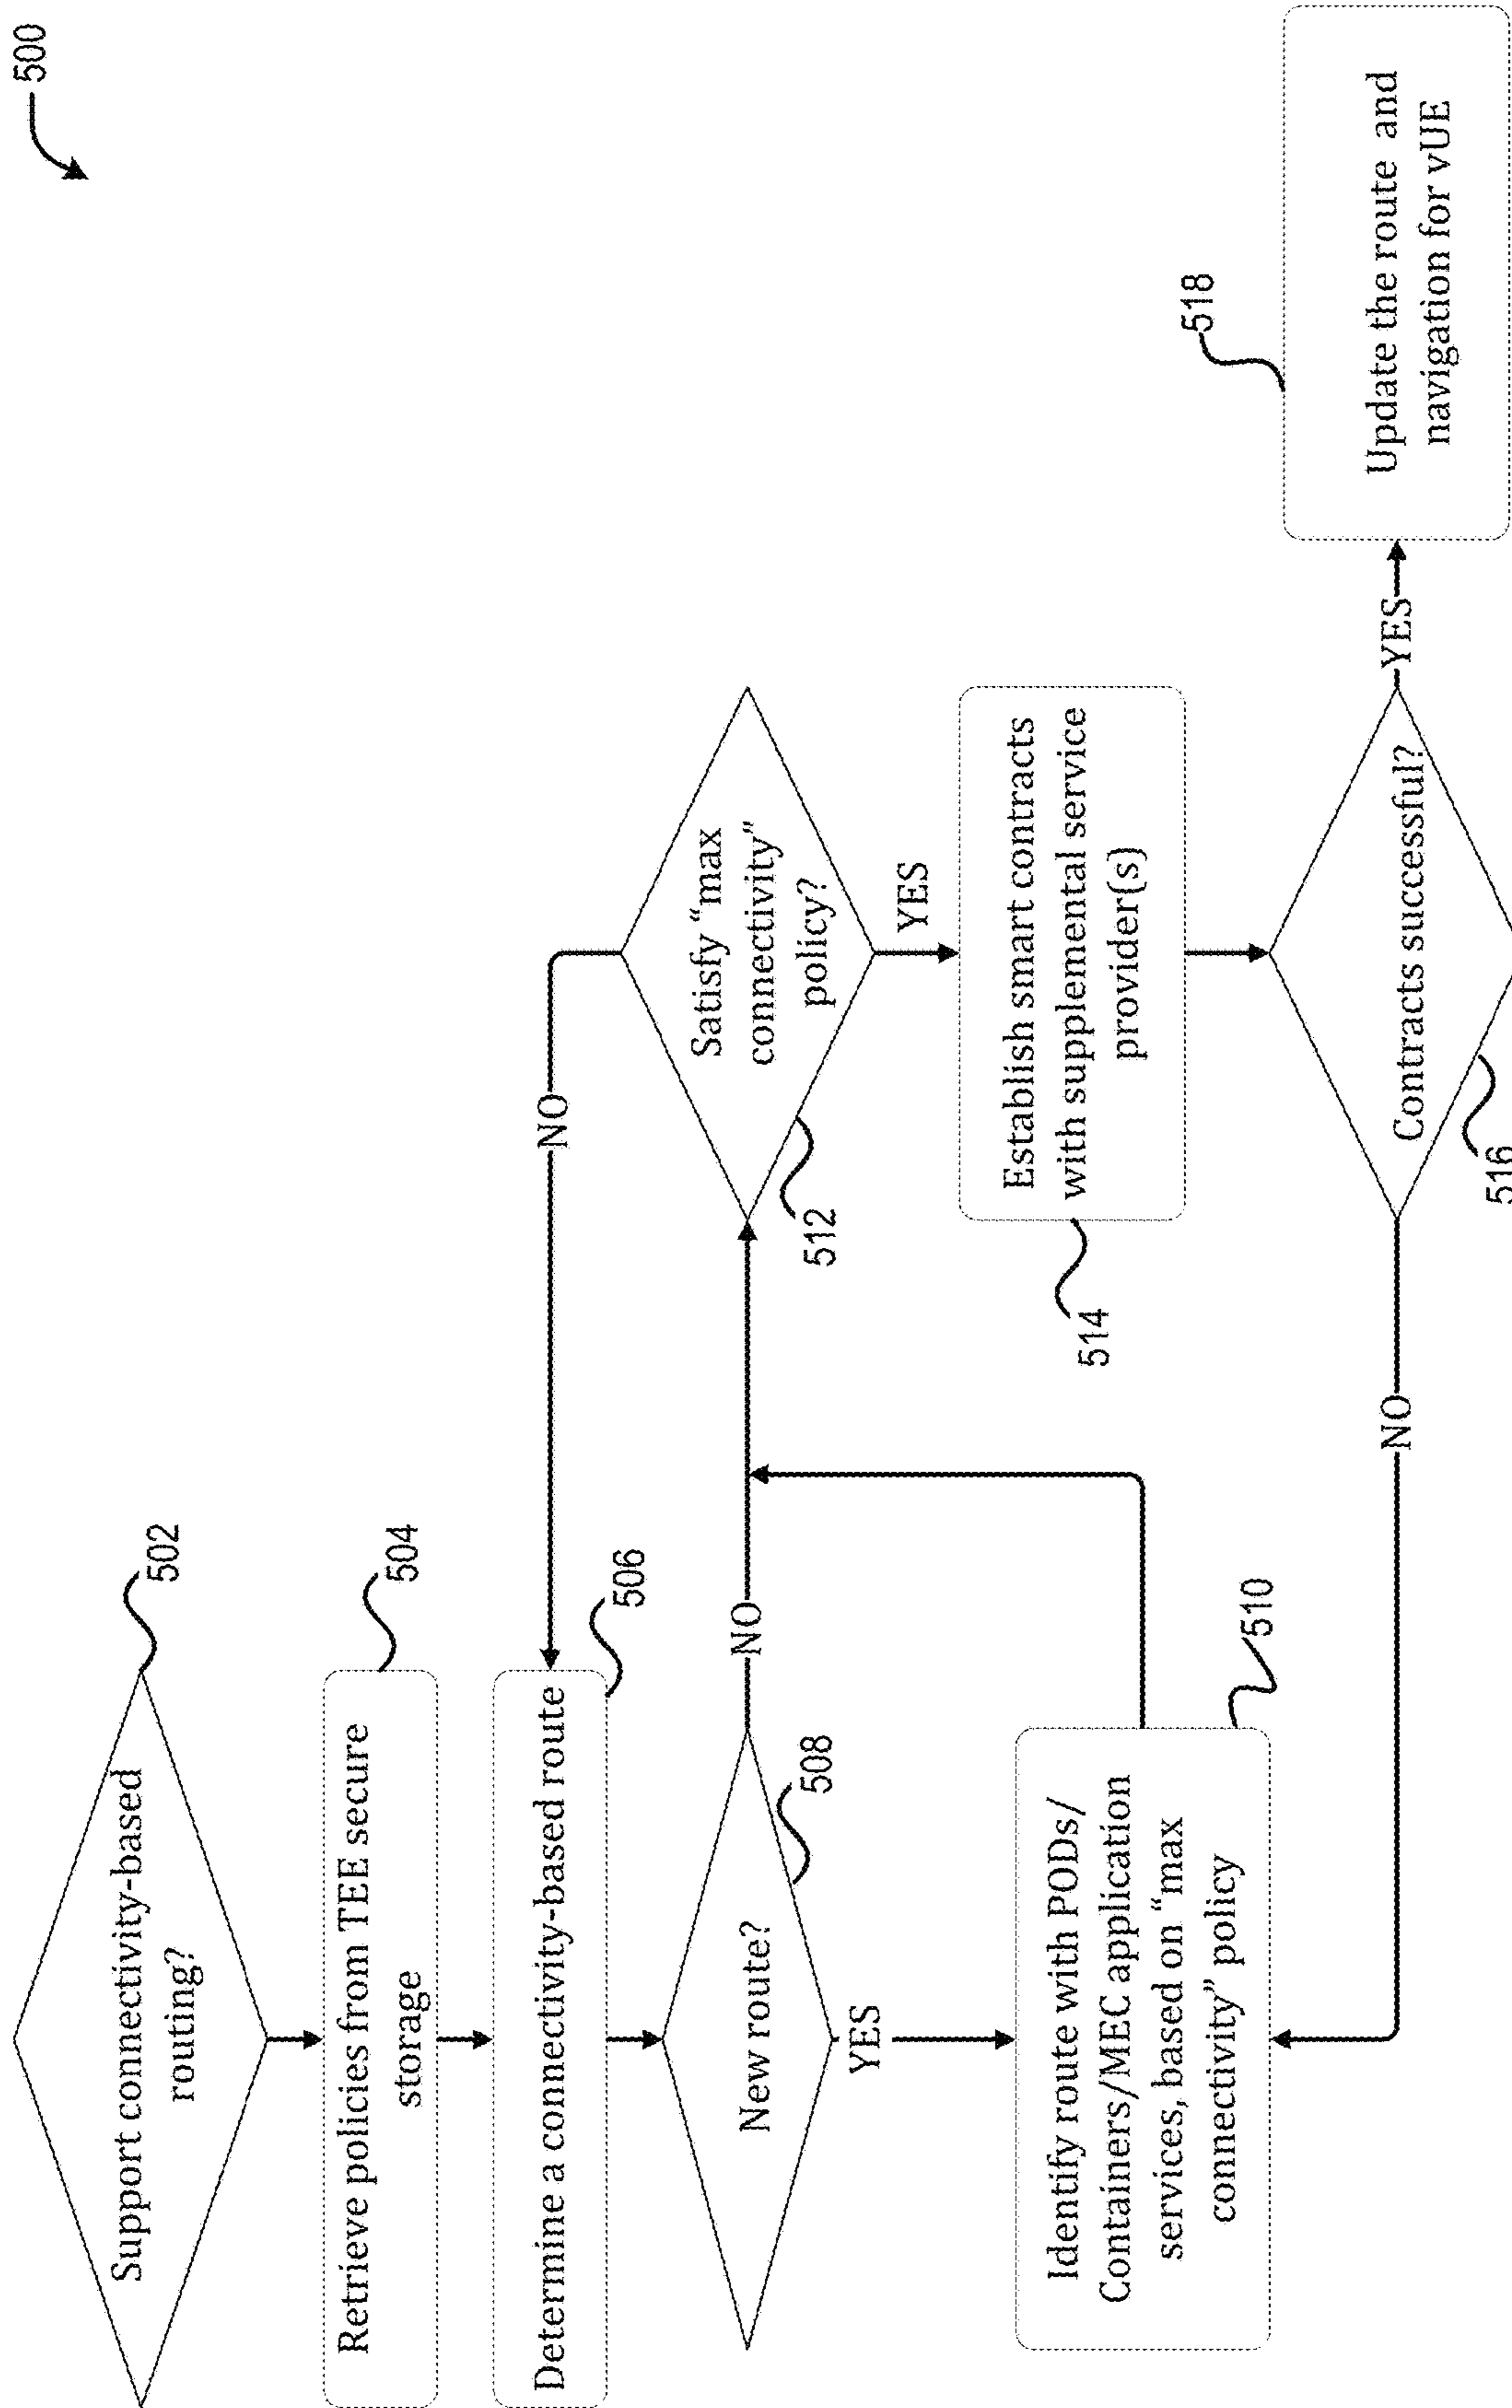 500
Support connectivity-based
routing?
502
Retrieve policies from TEE secure
storage
504
Determine a connectivity-based route
506
New route?
508
NO
YES
Identify route with PODs/
Containers/MEC application
services, based on “max
connectivity” policy
510
NO
Satisfy “max
connectivity”
policy?
512
YES
Establish smart contracts
with supplemental service
provider(s)
514
Contracts successful?
516
NO
YES
Update the route and
navigation for vUE
518